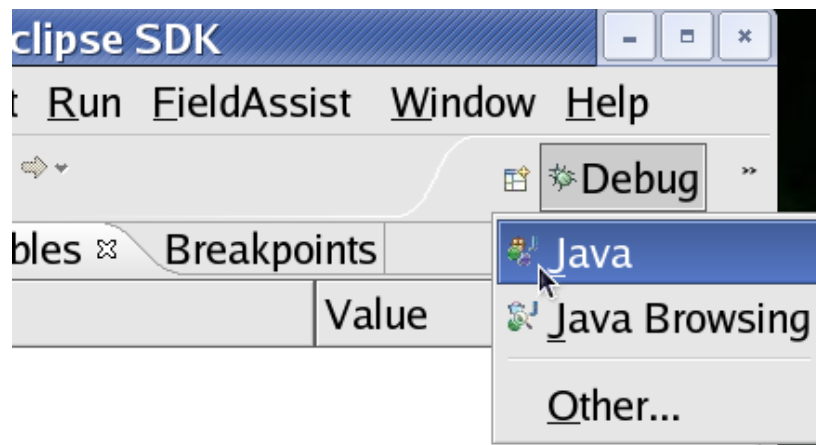 clipse SDK
t Run FieldAssist Window Help
Debug »
bles Breakpoints
Java
Value
Java Browsing
Other...